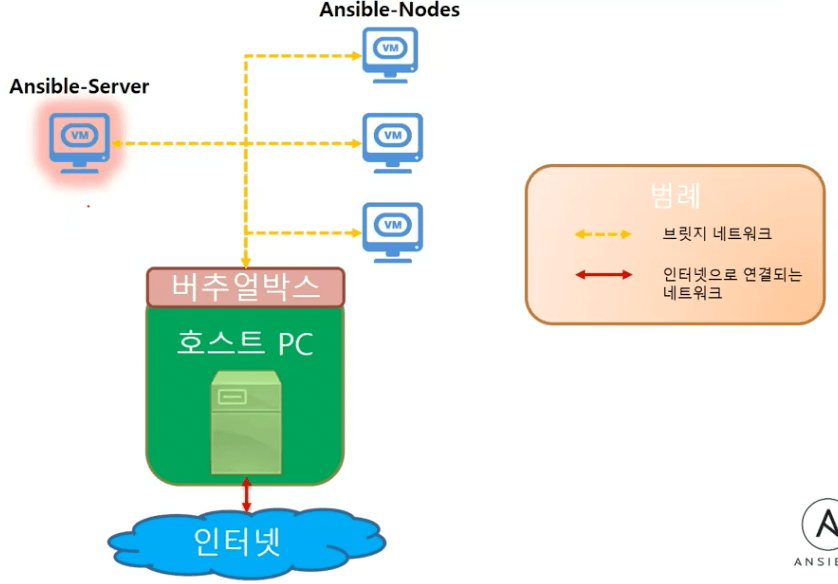 Ansible-Nodes
Ansible-Server
VM
VM
VM
VM
버추얼박스
호스트 PC
인터넷
범례
브릿지 네트워크
인터넷으로 연결되는
네트워크
A